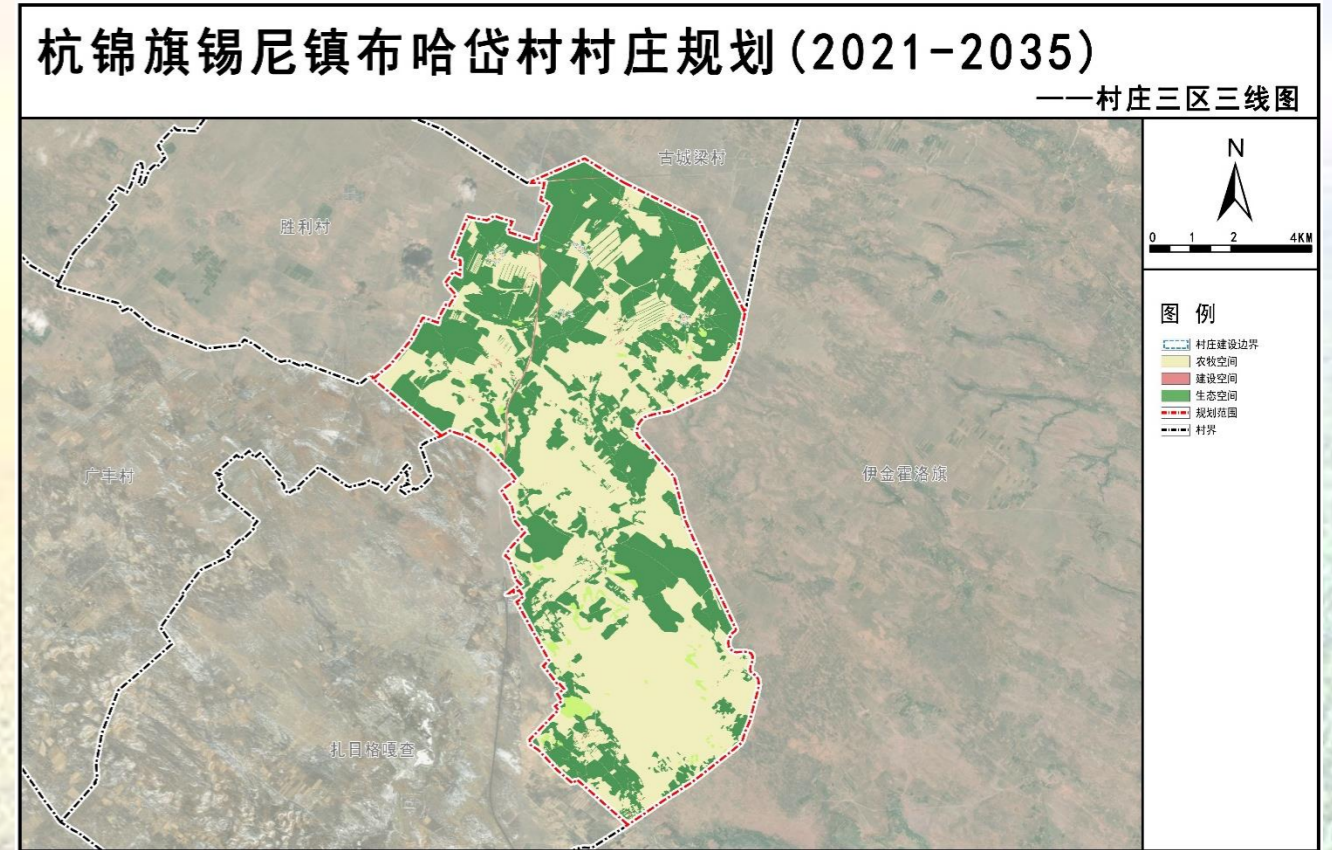 杭锦旗锡尼镇布哈岱村村庄规划(2021-2035)
——村庄三区三线图
古城梁村
胜利村
广丰村
伊金霍洛旗
扎日格嘎查
N
0 1 2 4KM
图 例
村庄建设边界
农牧空间
建设空间
生态空间
规划范围
村界